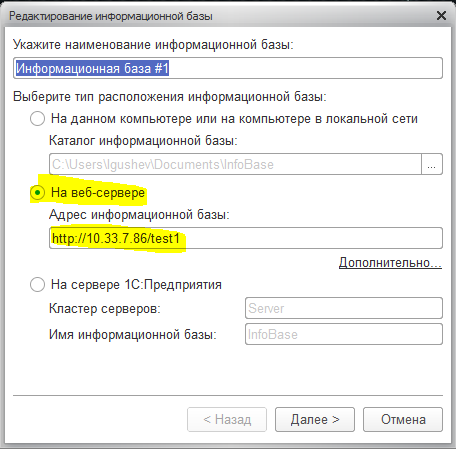 Редактирование информационной базы
Укажите наименование информационной базы:
Информационная база #1
Выберите тип расположения информационной базы:
На данном компьютере или на компьютере в локальной сети
Каталог информационной базы:
C:\Users\lgushev\Documents\InfoBase ...
На веб-сервере
Адрес информационной базы:
http://10.33.7.86/test1
Дополнительно...
На сервере 1С:Предприятия
Кластер серверов: Server
Имя информационной базы: InfoBase
< Назад Далее > Отмена